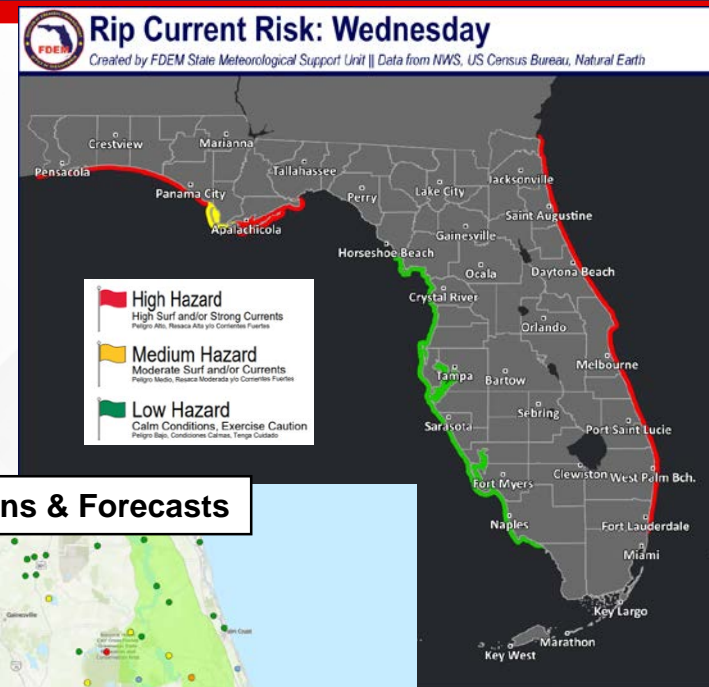 FDEM
Rip Current Risk: Wednesday
Created by FDEM State Meteorological Support Unit || Data from NWS, US Census Bureau, Natural Earth
Crestview
Marianna
Pensacola
Tallahassee
Jacksonville
Panama City
Perry
Lake City
Saint Augustine
Apalachicola
Gainesville
Horseshoe Beach
Ocala
Daytona Beach
Crystal River
Orlando
Melbourne
Tampa
Bartow
Sebring
Sarasota
Port Saint Lucie
Clewiston
West Palm Bch.
Fort Myers
Naples
Fort Lauderdale
Miami
Key Largo
Marathon
Key West
High Hazard
High Surf and/or Strong Currents
Peligro Alto, Resaca Alta y/o Corrientes Fuertes
Medium Hazard
Moderate Surf and/or Currents
Peligro Medio, Resaca Moderada y/o Corrientes Fuertes
Low Hazard
Calm Conditions, Exercise Caution
Peligro Bajo, Condiciones Calmas, Tenga Cuidado
ns & Forecasts
Gainesville